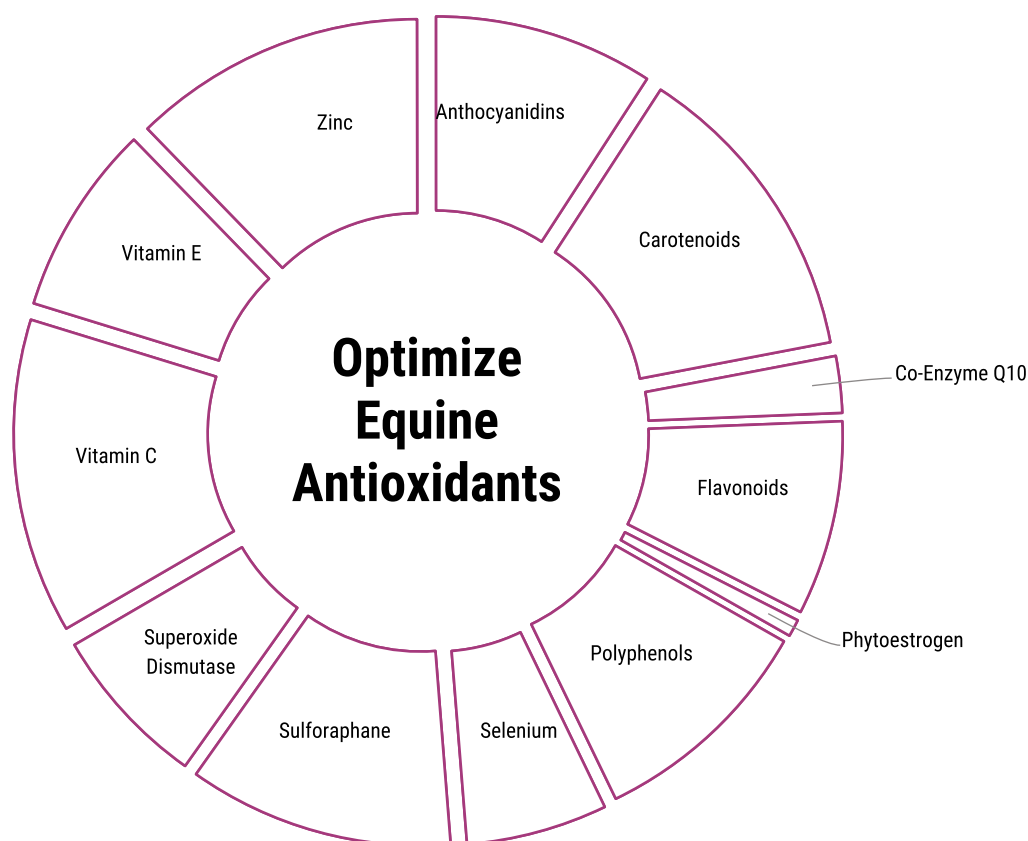 Optimize
Equine
Antioxidants
Anthocyanidins
Carotenoids
Co-Enzyme Q10
Flavonoids
Phytoestrogen
Polyphenols
Selenium
Sulforaphane
Superoxide
Dismutase
Vitamin C
Vitamin E
Zinc